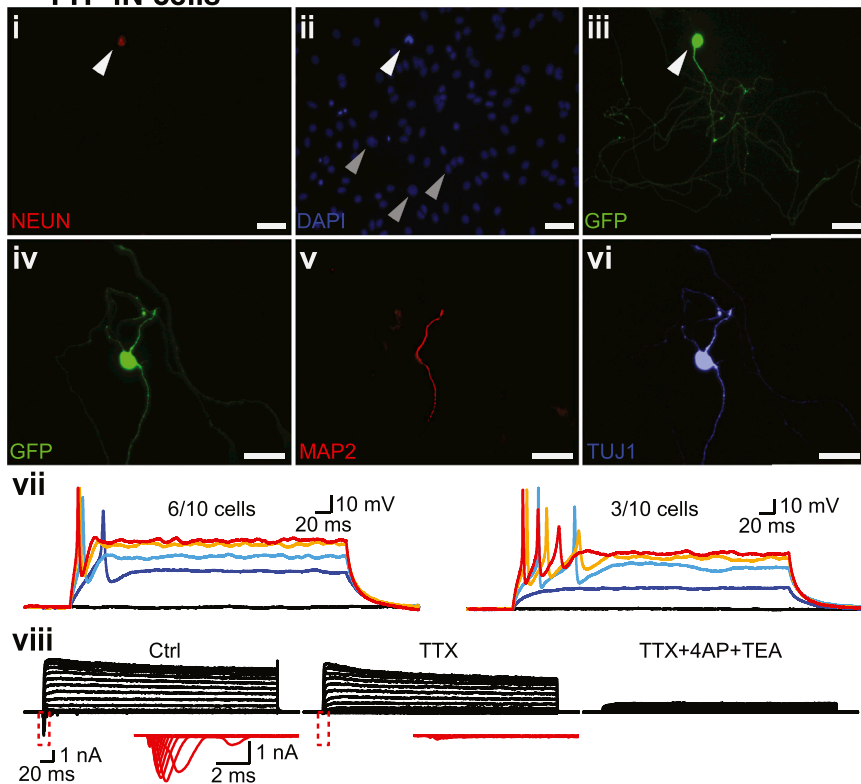 i
ii
iii
NEUN
DAPI
GFP
iv
v
vi
GFP
MAP2
TUJ1
vii
6/10 cells
10 mV
20 ms
3/10 cells
10 mV
20 ms
viii
Ctrl
TTX
TTX+4AP+TEA
1 nA
20 ms
1 nA
2 ms